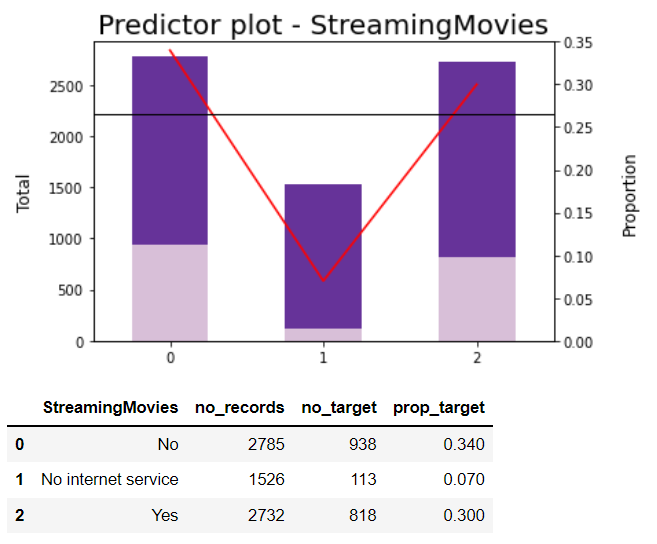 Predictor plot - StreamingMovies
0.35
2500 0.30
0.25
2000
0.20
1500
Total Proportion
0.15
1000
0.10
500
0.05
0 0.00
0 1 2
StreamingMovies no_records no_target prop_target
0 No 2785 938 0.340
1 No internet service 1526 113 0.070
2 Yes 2732 818 0.300